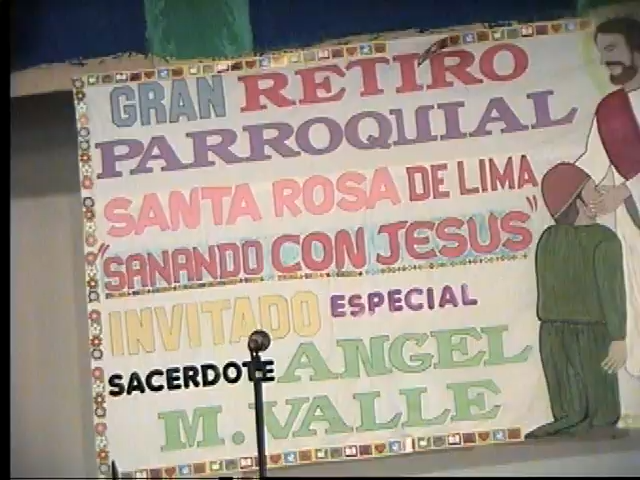 GRAN RETIRO
PARROQUIAL
SANTA ROSA DE LIMA
"SANANDO CON JESUS"
INVITADO ESPECIAL
SACERDOTE ANGEL
M. VALLE